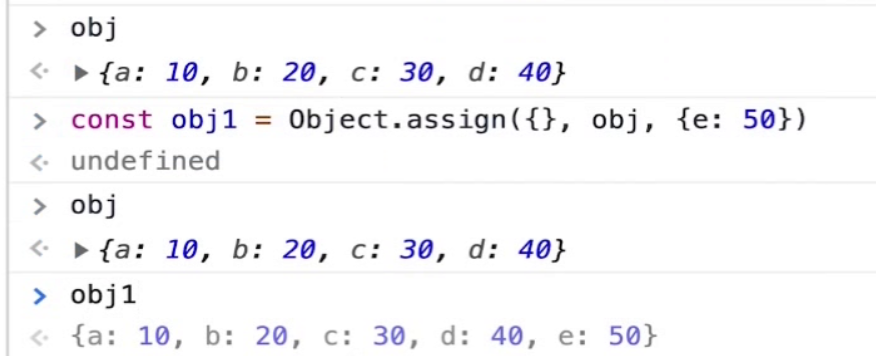 > obj
<· ▶{a: 10, b: 20, c: 30, d: 40}
> const obj1 = Object.assign({}, obj, {e: 50})
<· undefined
> obj
<· ▶{a: 10, b: 20, c: 30, d: 40}
> obj1
<· {a: 10, b: 20, c: 30, d: 40, e: 50}